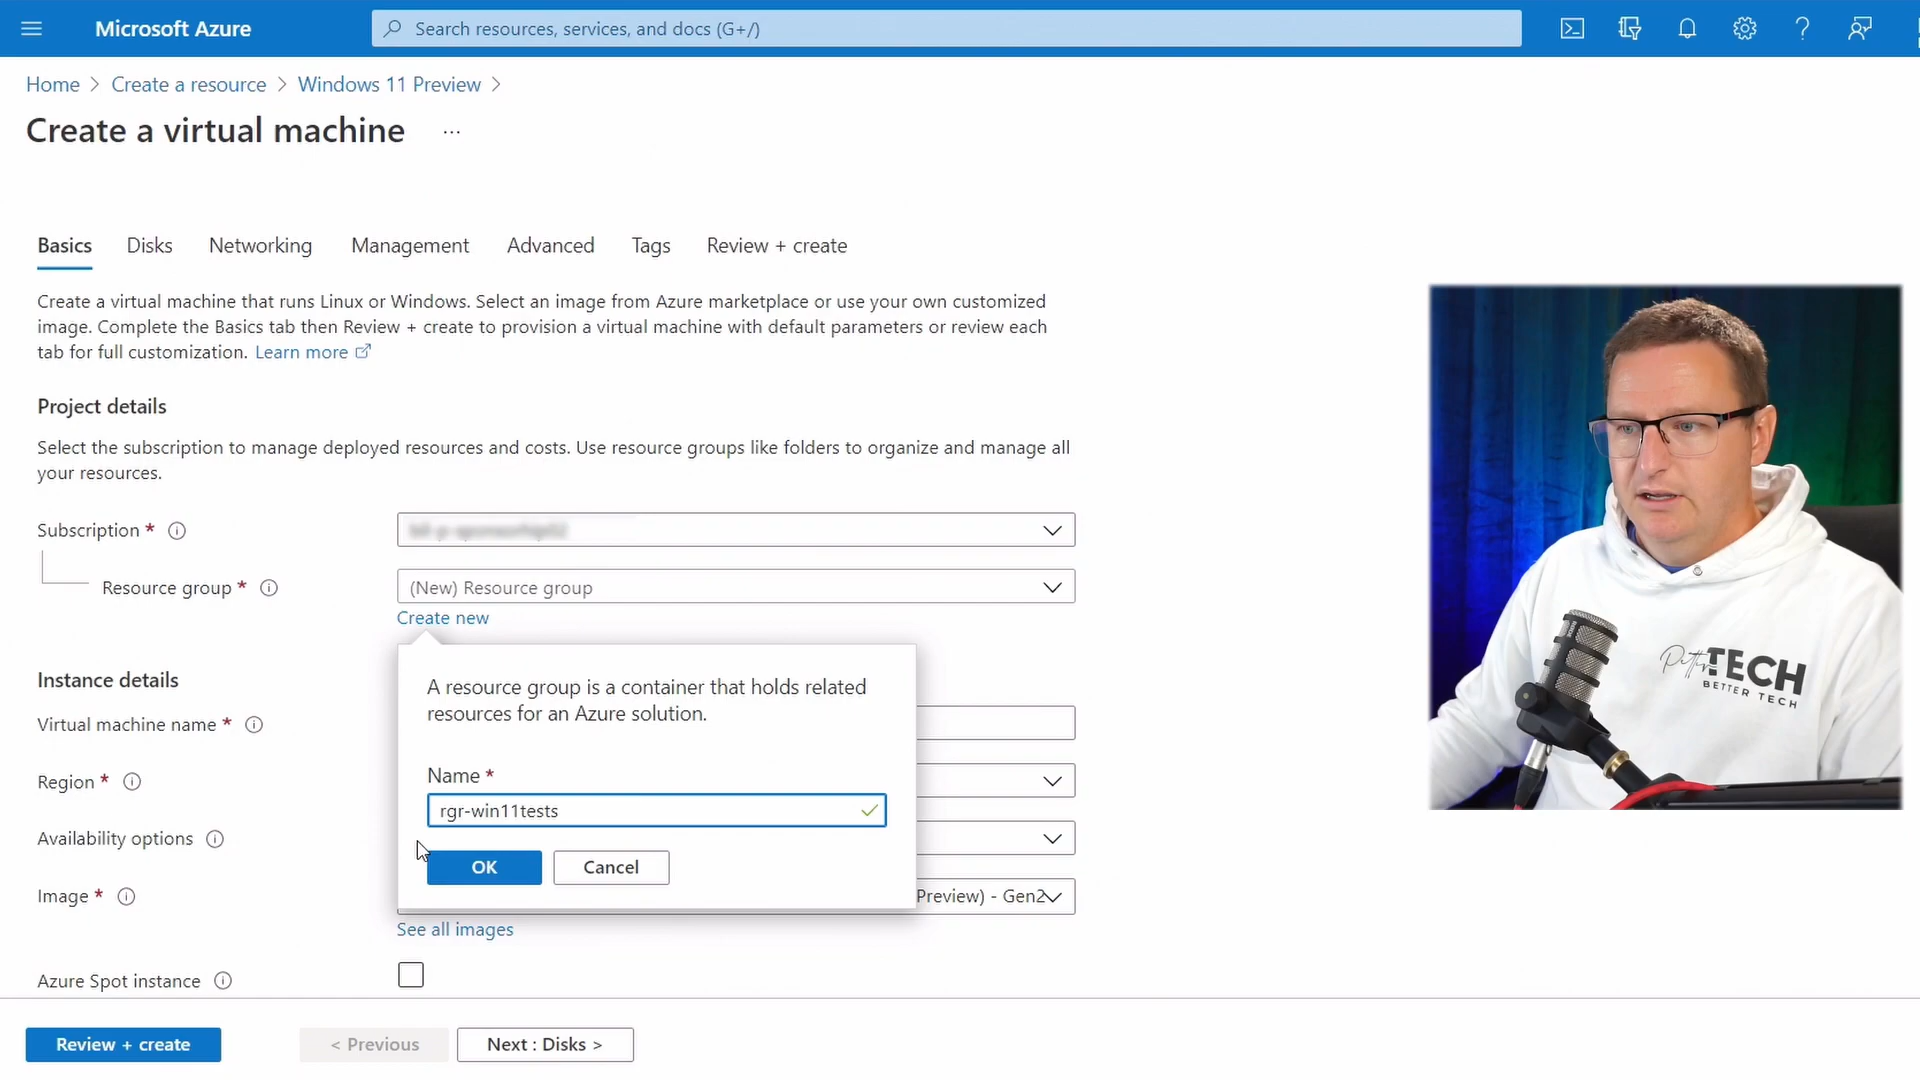 Microsoft Azure
Search resources, services, and docs (G+/)
Home > Create a resource > Windows 11 Preview >
Create a virtual machine ...
Basics Disks Networking Management Advanced Tags Review + create
Create a virtual machine that runs Linux or Windows. Select an image from Azure marketplace or use your own customized
image. Complete the Basics tab then Review + create to provision a virtual machine with default parameters or review each
tab for full customization. Learn more
Project details
Select the subscription to manage deployed resources and costs. Use resource groups like folders to organize and manage all
your resources.
Subscription *
Resource group *
(New) Resource group
Create new
A resource group is a container that holds related
resources for an Azure solution.
Name *
rgr-win11tests
OK Cancel
Instance details
Virtual machine name *
Region *
Availability options
Image *
Preview) - Gen2
See all images
Azure Spot instance
Review + create < Previous Next : Disks >
TECH
BETTER TECH